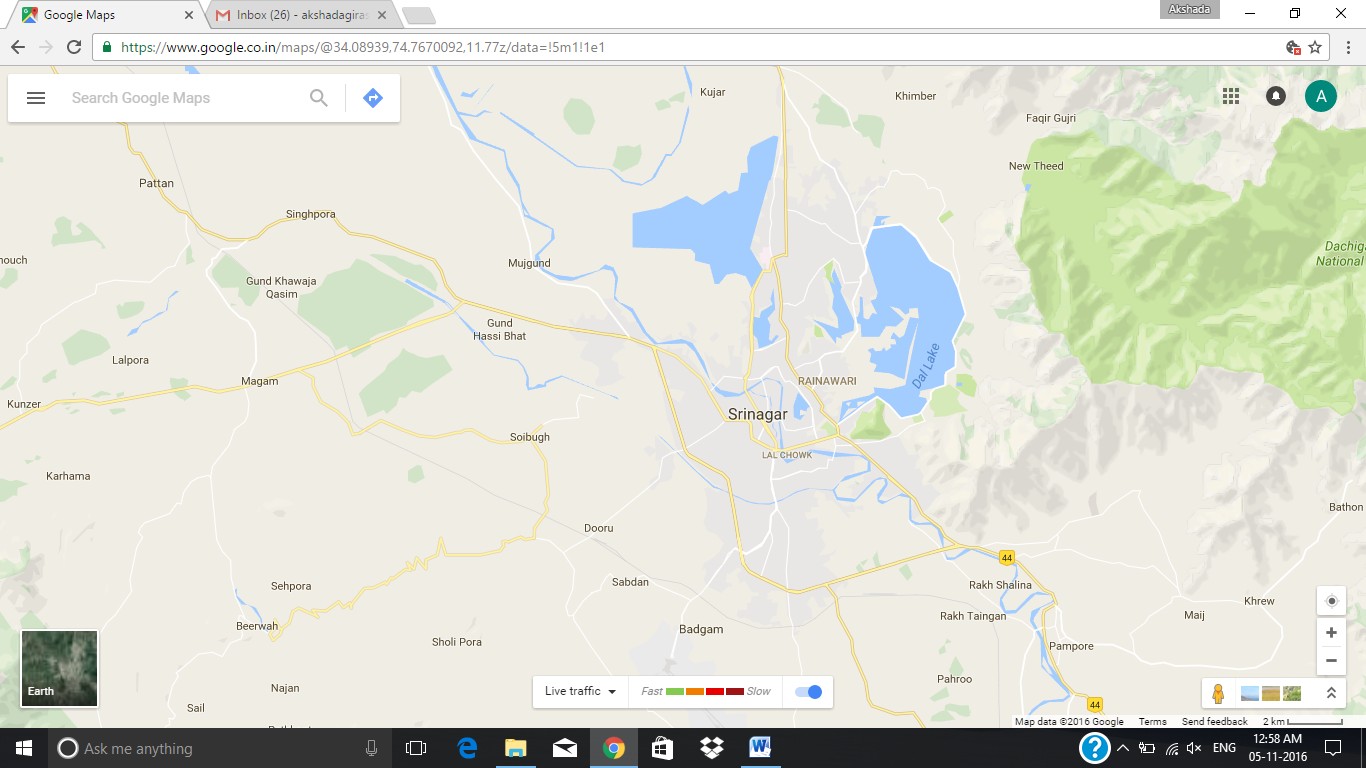 Google Maps
Inbox (26) - akshadagiras
Akshada
https://www.google.co.in/maps/@34.08939,74.7670092,11.77z/data=!5m1!1e1
Search Google Maps
A
Kujar
Khimber
Faqir Gujri
New Theed
Pattan
Singhpora
Mujgund
Dachig
National
Gund Khawaja
Qasim
Gund
Hassi Bhat
Lalpora
Magam
Kunzer
Dal Lake
RAINAWARI
Srinagar
Soibugh
LAL CHOWK
Karhama
Bathon
Dooru
44
Sehpora
Sabdan
Rakh Shalina
Khrew
Rakh Taingan
Maij
Beerwah
Badgam
Sholi Pora
Pampore
Pahroo
Najan
Sail
44
Earth
Live traffic
Fast
Slow
Map data ©2016 Google Terms Send feedback 2 km
Ask me anything
ENG
12:58 AM
05-11-2016